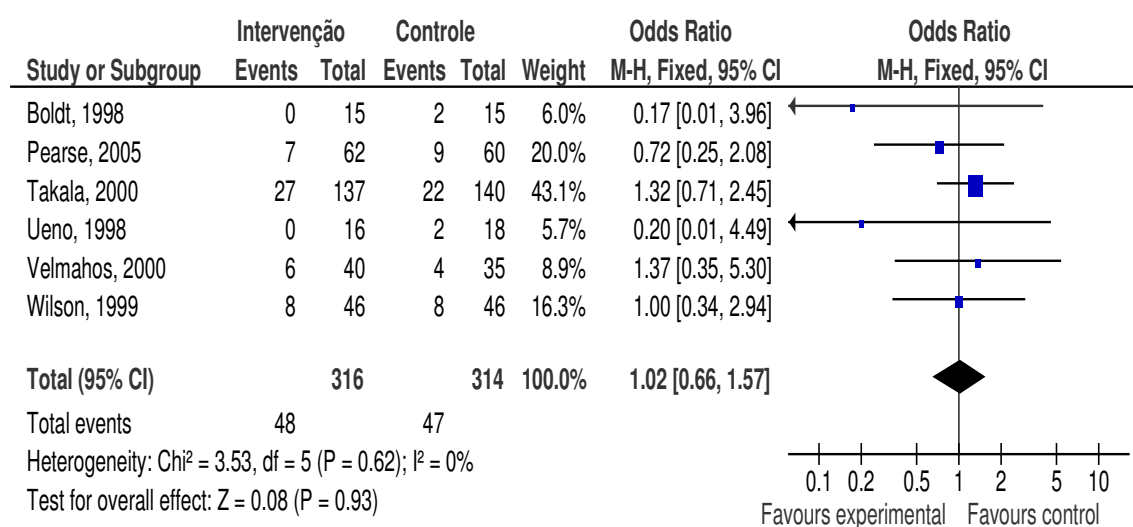 Intervenção Controle Odds Ratio Odds Ratio
Study or Subgroup Events Total Events Total Weight M-H, Fixed, 95% CI M-H, Fixed, 95% CI
Boldt, 1998 0 15 2 15 6.0% 0.17 [0.01, 3.96]
Pearse, 2005 7 62 9 60 20.0% 0.72 [0.25, 2.08]
Takala, 2000 27 137 22 140 43.1% 1.32 [0.71, 2.45]
Ueno, 1998 0 16 2 18 5.7% 0.20 [0.01, 4.49]
Velmahos, 2000 6 40 4 35 8.9% 1.37 [0.35, 5.30]
Wilson, 1999 8 46 8 46 16.3% 1.00 [0.34, 2.94]
Total (95% CI) 316 314 100.0% 1.02 [0.66, 1.57]
Total events 48 47
Heterogeneity: Chi² = 3.53, df = 5 (P = 0.62); I² = 0%
Test for overall effect: Z = 0.08 (P = 0.93)
0.1 0.2 0.5 1 2 5 10
Favours experimental Favours control